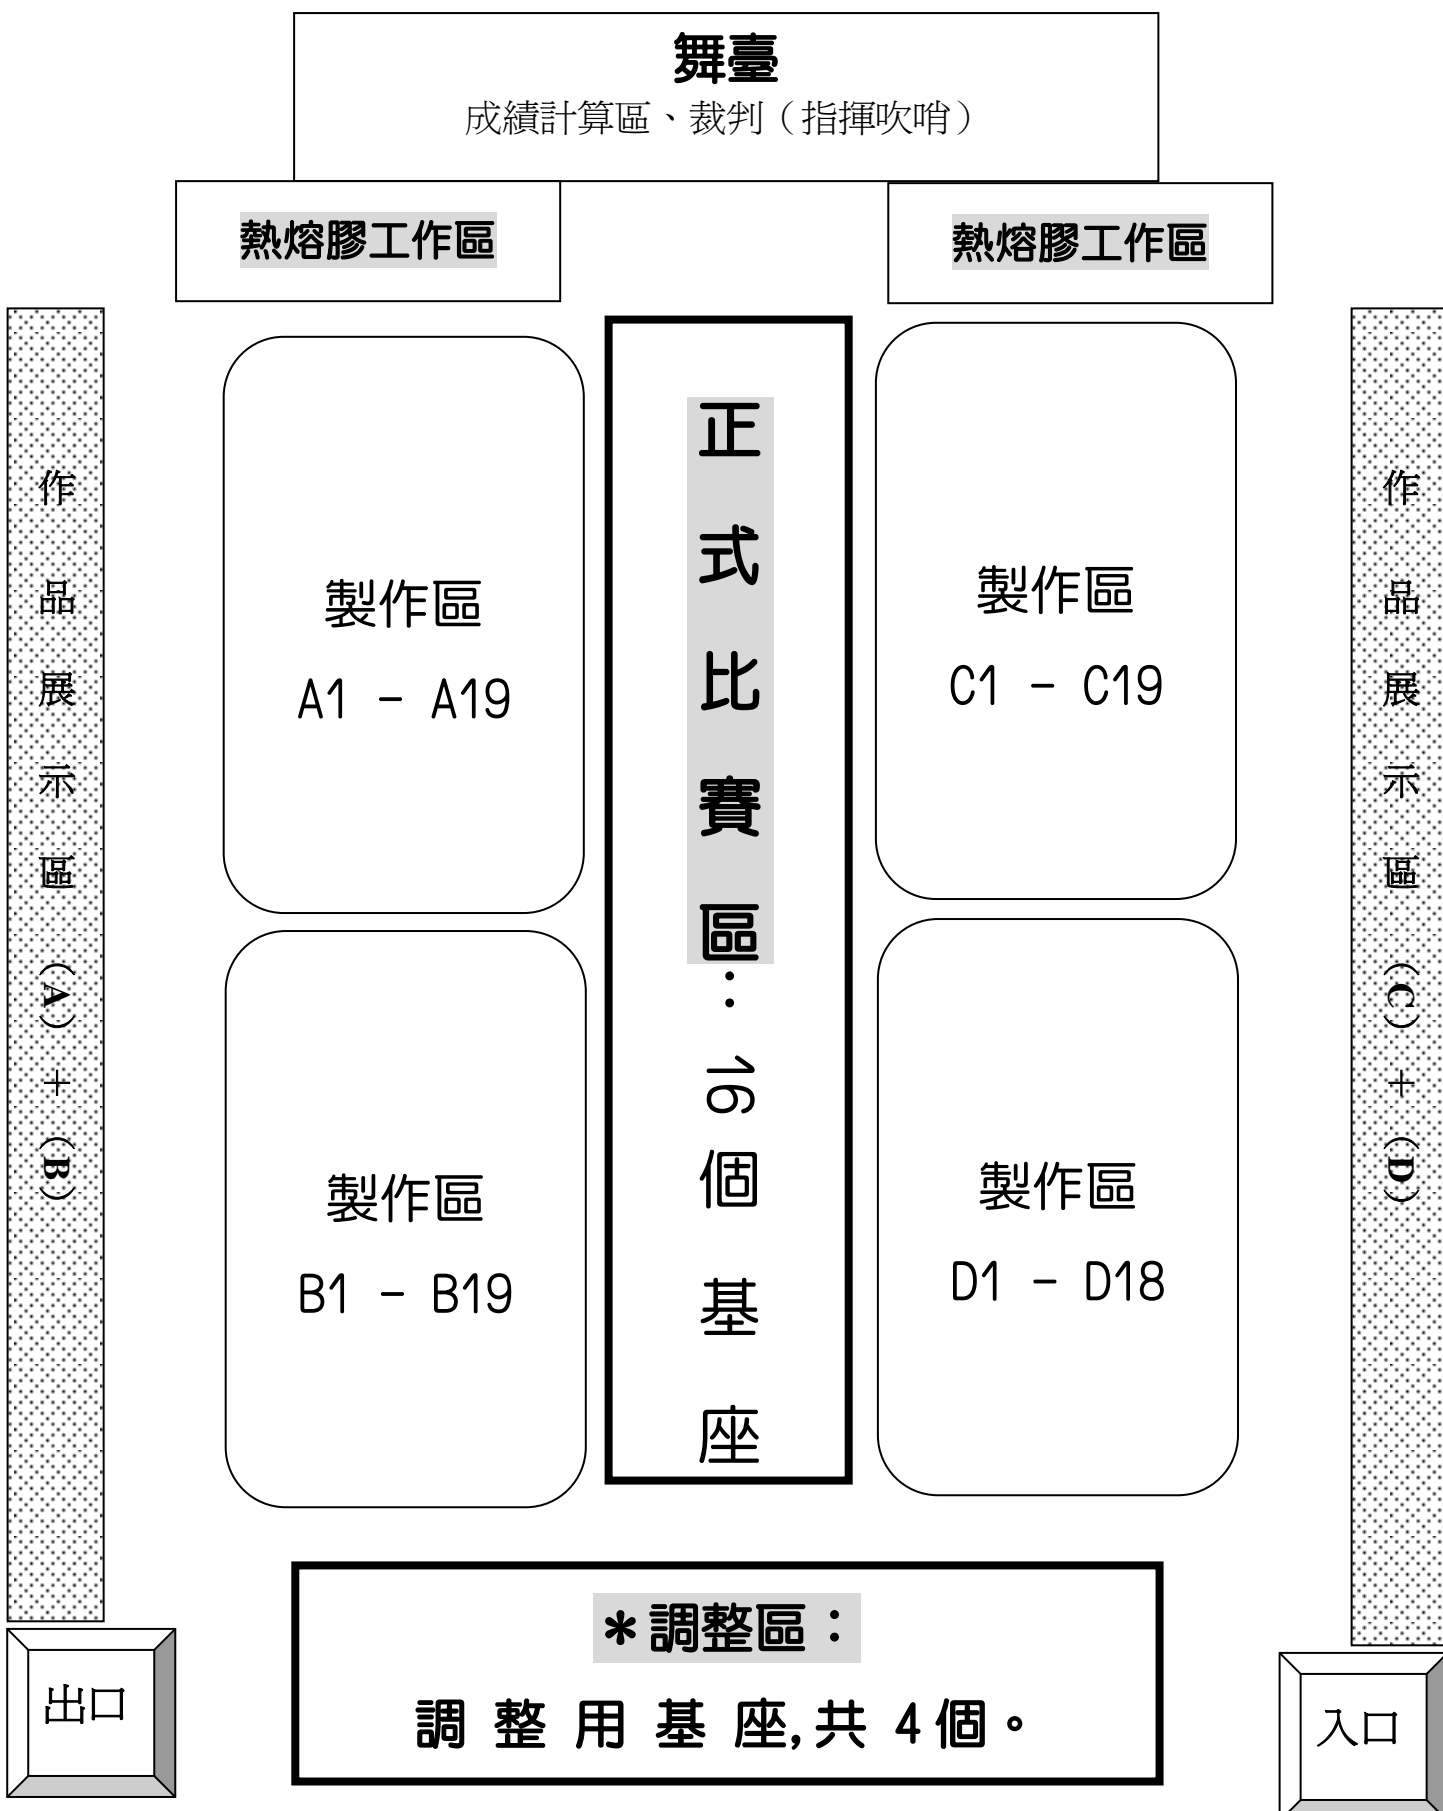 舞臺
成績計算區、裁判（指揮吹哨）
熱熔膠工作區
熱熔膠工作區
作品展示區（A）＋（B）
製作區
A1 - A19
製作區
B1 - B19
正式比賽區：16個基座
製作區
C1 - C19
製作區
D1 - D18
作品展示區（C）＋（D）
＊調整區：
調整用基座,共4個。
出口
入口